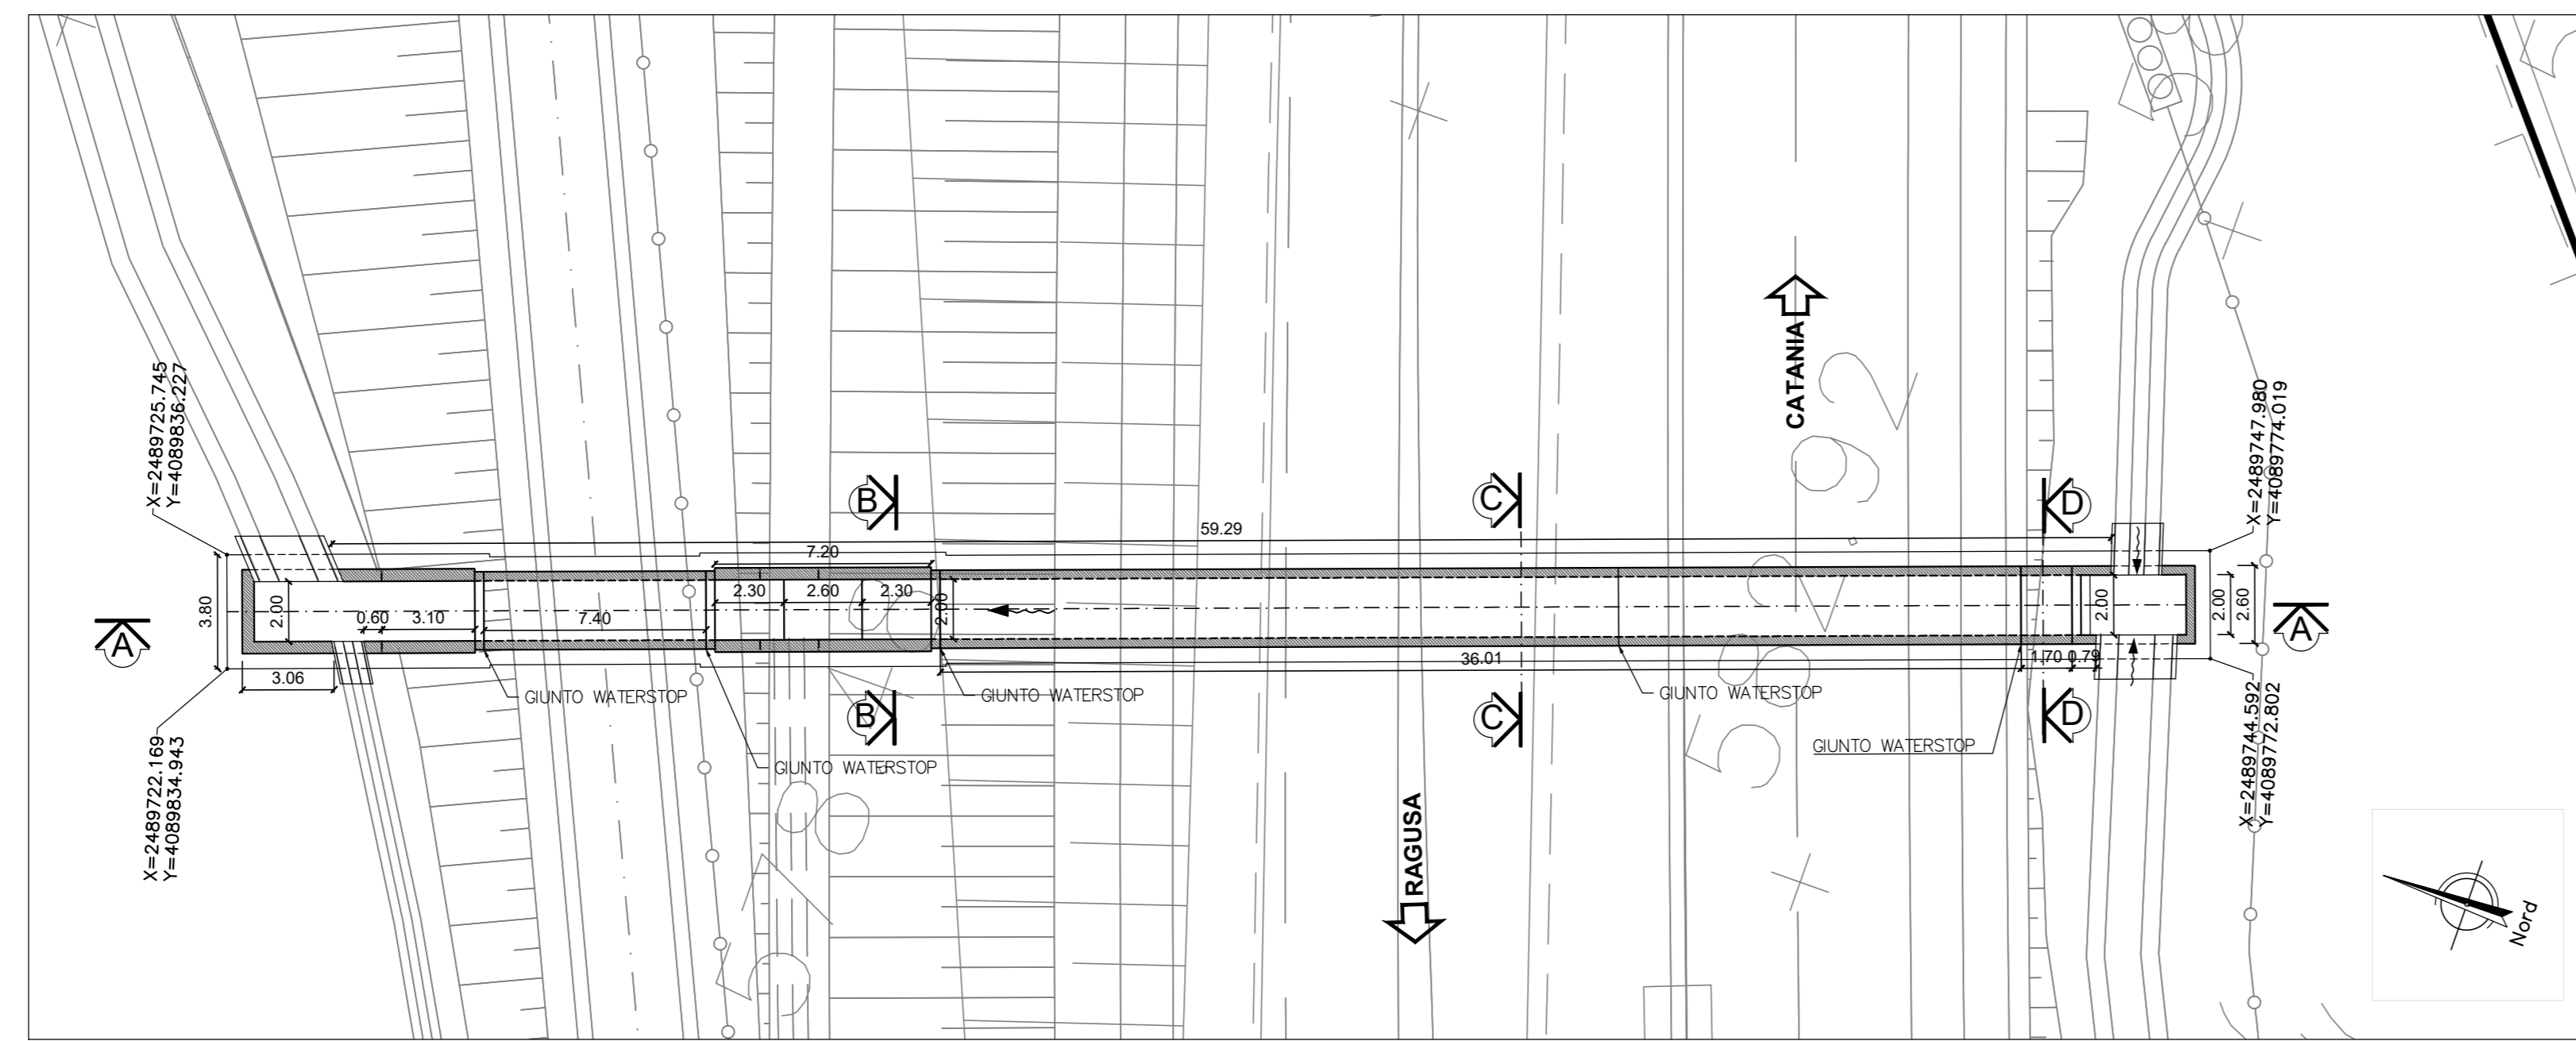 X=2489725.745
Y=4089836.227
X=2489747.980
Y=4089774.019
CATANIA
B
C
D
59.29
7.20
2.30
2.60
2.30
2.00
3.80
2.00
0.60
3.10
7.40
2.00
2.00
2.60
A
A
3.06
36.01
1.70
0.79
GIUNTO WATERSTOP
GIUNTO WATERSTOP
GIUNTO WATERSTOP
B
C
D
GIUNTO WATERSTOP
GIUNTO WATERSTOP
X=2489722.169
Y=4089834.943
X=2489744.592
Y=4089772.802
RAGUSA
Nord